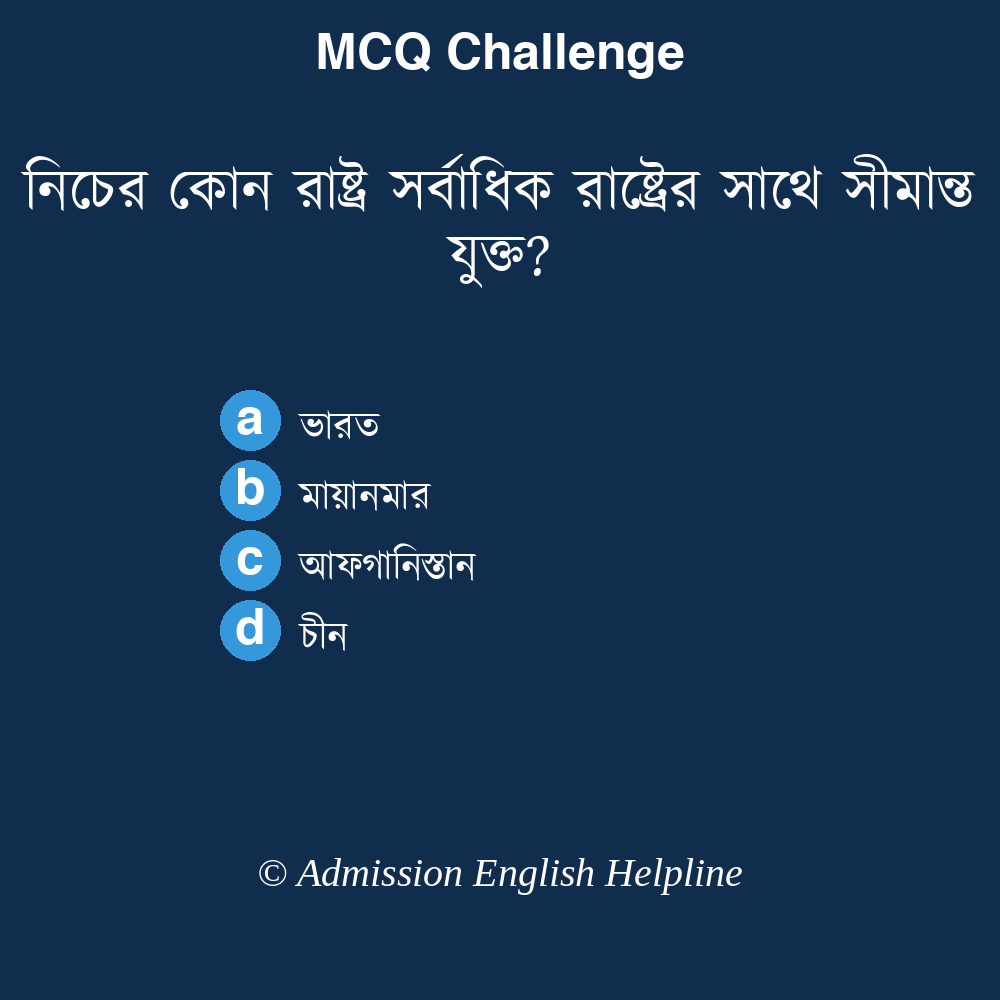 MCQ Challenge
নিচের কোন রাষ্ট্র সর্বাধিক রাষ্ট্রের সাথে সীমান্ত
যুক্ত?
a ভারত
b মায়ানমার
c আফগানিস্তান
d চীন
© Admission English Helpline